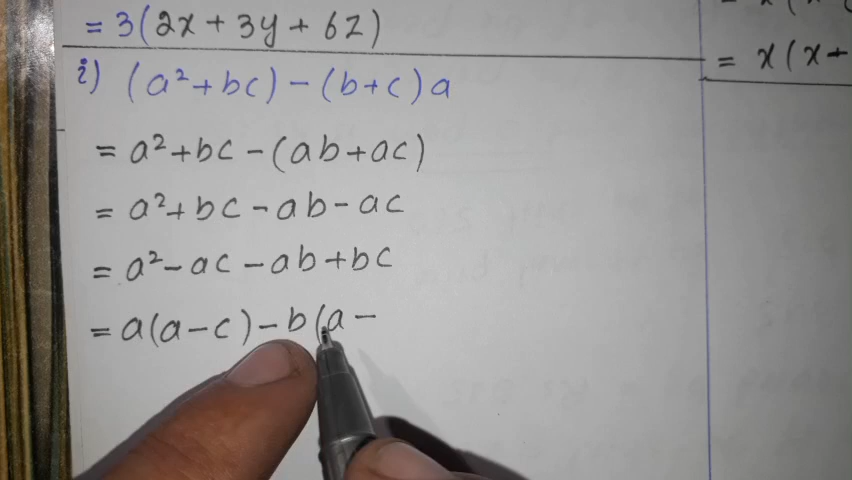 = 3(2x + 3y + 6z)
i) (a² + bc) - (b + c) a
= a² + bc - (ab + ac)
= a² + bc - ab - ac
= a² - ac - ab + bc
= a(a - c) - b(a -
= x(x +